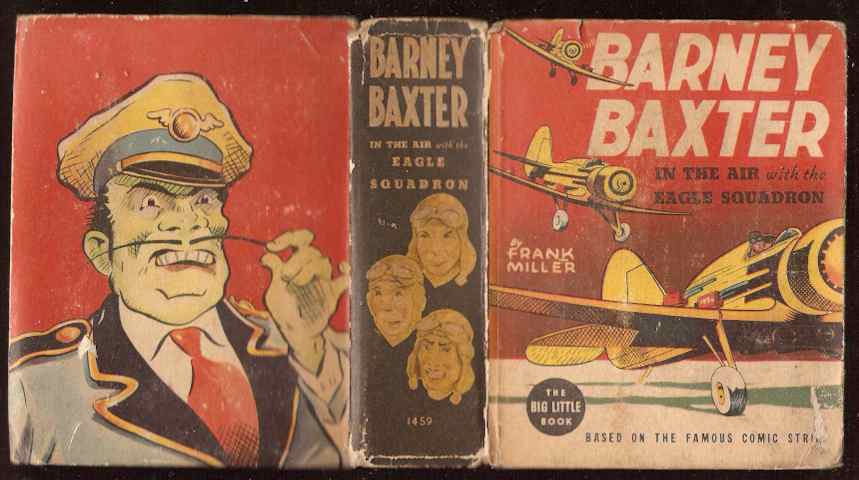 BARNEY
BAXTER
IN THE AIR with the
EAGLE
SQUADRON
1459
BARNEY
BAXTER
IN THE AIR with the
EAGLE SQUADRON
By
FRANK
MILLER
THE
BIG LITTLE
BOOK
BASED ON THE FAMOUS COMIC STRIP